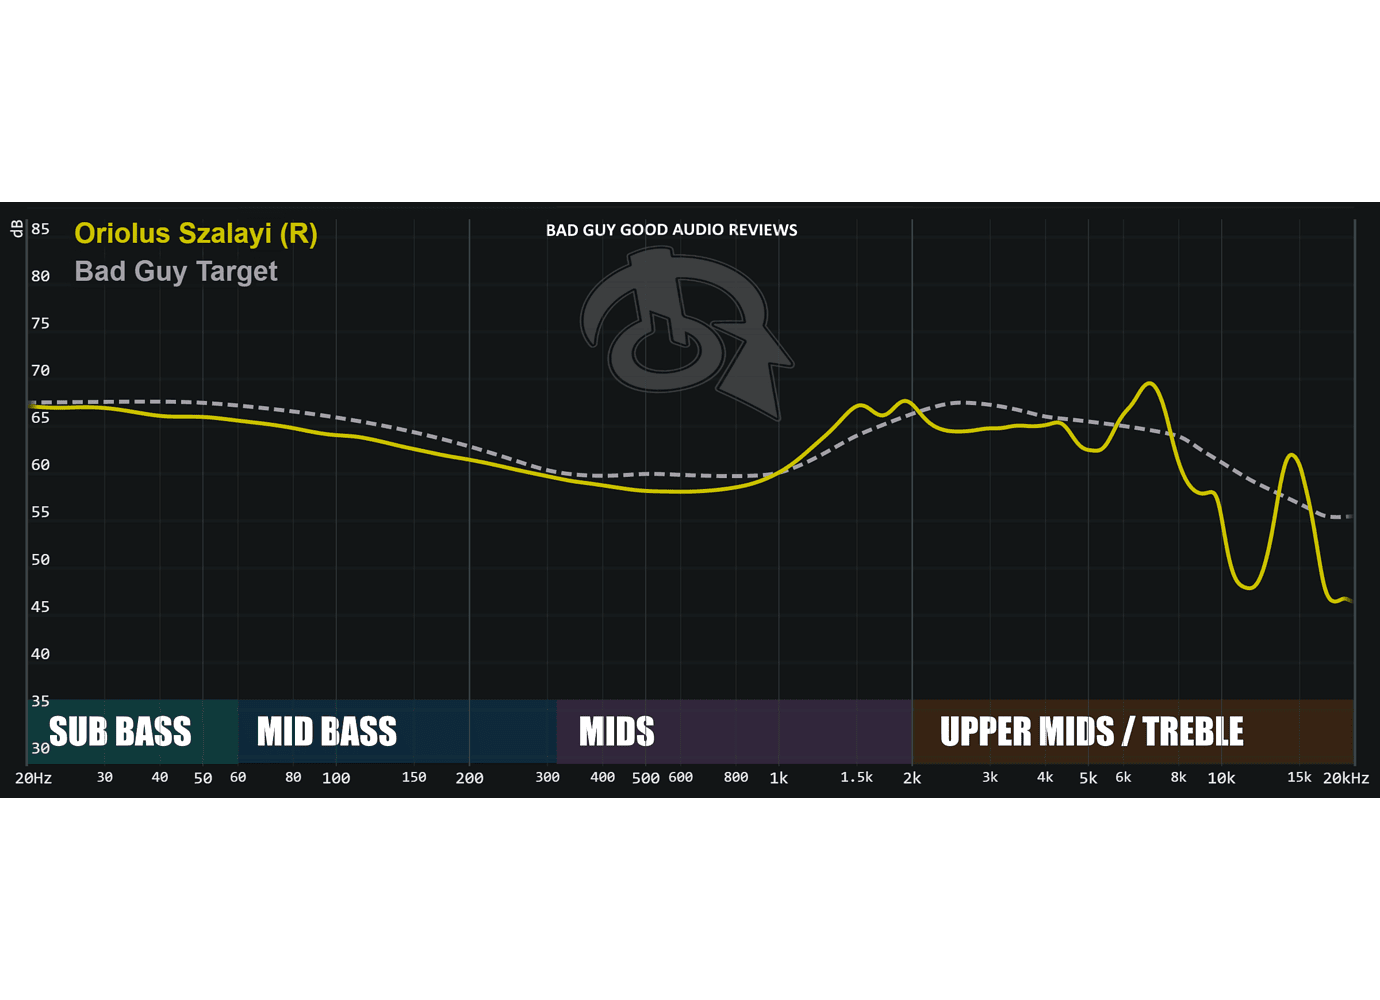 dB
85
Oriolus Szalayi (R)
BAD GUY GOOD AUDIO REVIEWS
Bad Guy Target
80
75
70
65
60
55
50
45
40
35
SUB BASS MID BASS MIDS UPPER MIDS / TREBLE
30
20Hz 30 40 50 60 80 100 150 200 300 400 500 600 800 1k 1.5k 2k 3k 4k 5k 6k 8k 10k 15k 20kHz